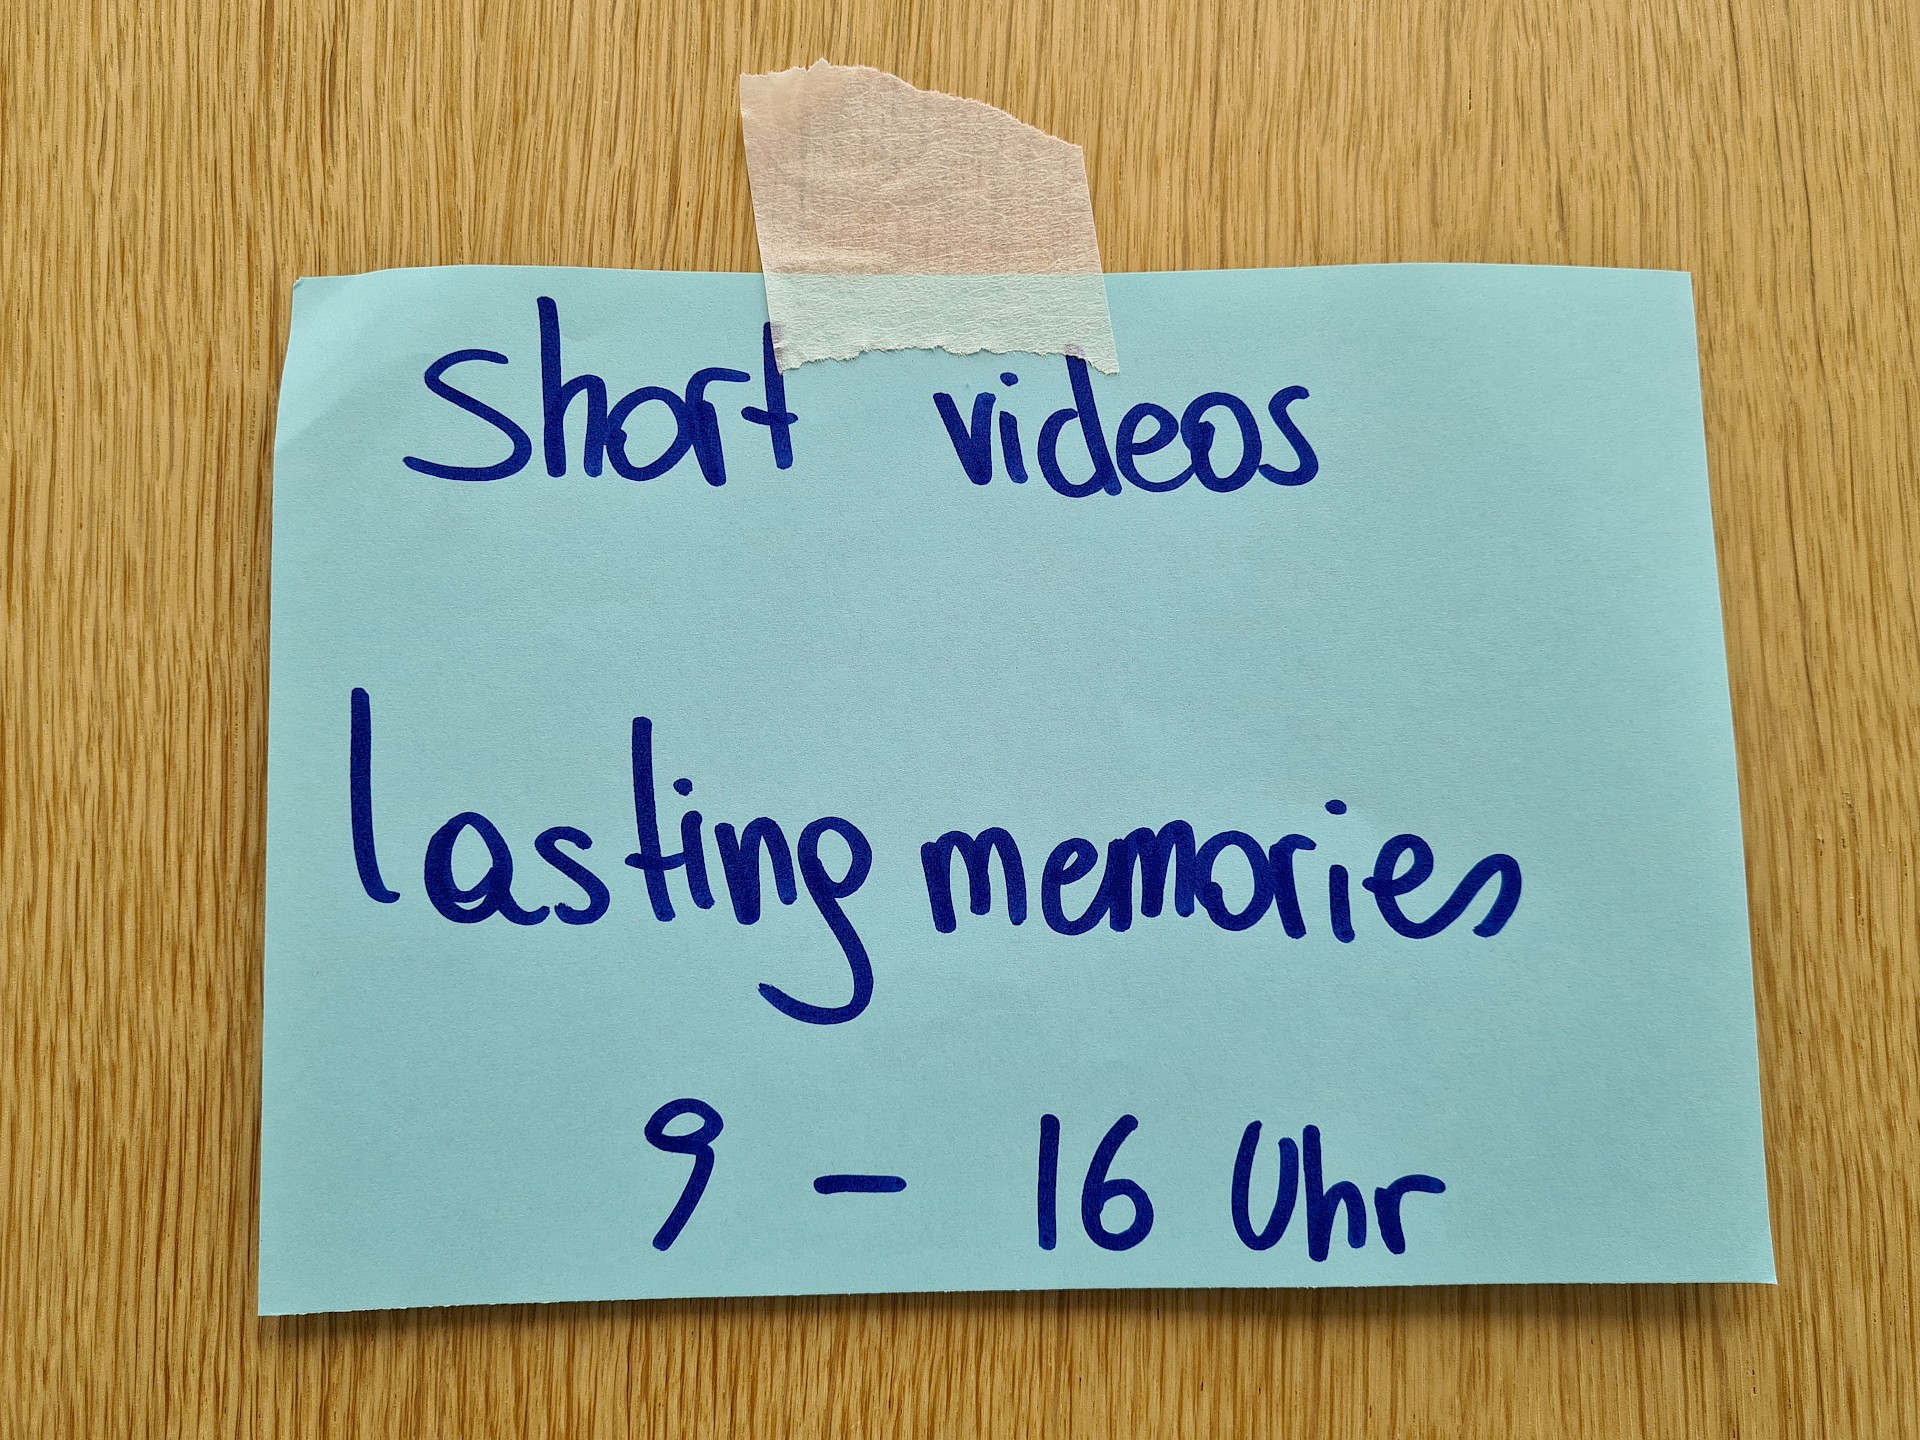 Short videos
lasting memories
9 - 16 Uhr